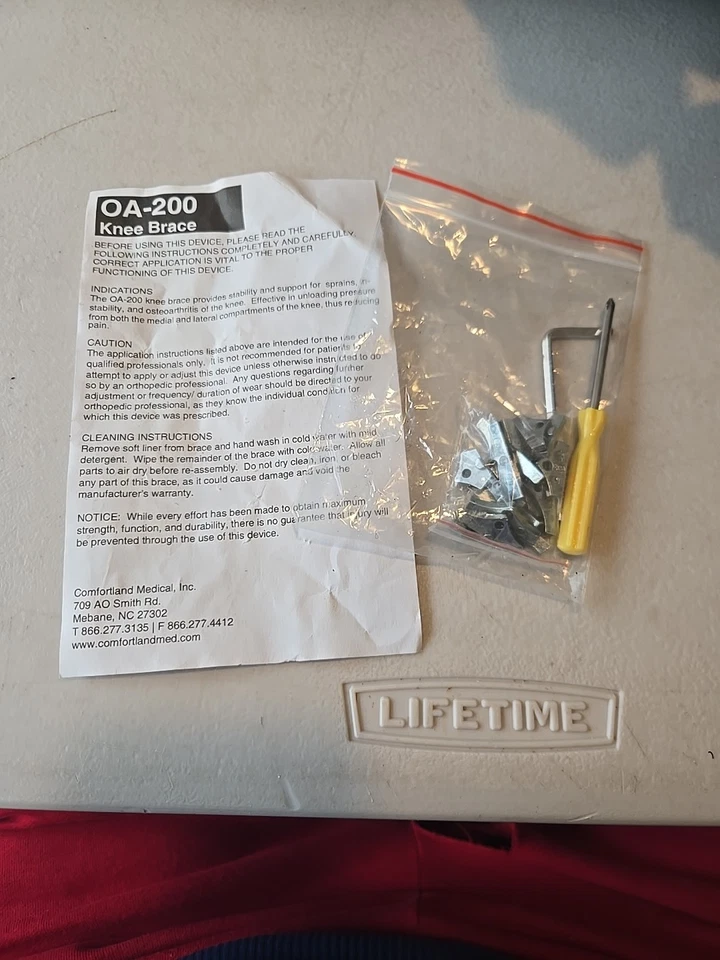 OA-200
Knee Brace
BEFORE USING THIS DEVICE, PLEASE READ THE
FOLLOWING INSTRUCTIONS COMPLETELY AND CAREFULLY.
CORRECT APPLICATION IS VITAL TO THE PROPER
FUNCTIONING OF THIS DEVICE.
INDICATIONS
The OA-200 knee brace provides stability and support for sprains, in-
stability, and osteoarthritis of the knee. Effective in unloading pressure
from both the medial and lateral compartments of the knee, thus reducing
pain.
CAUTION
The application instructions listed above are intended for the use of
qualified professionals only. It is not recommended for patients to
attempt to apply or adjust this device unless otherwise instructed to do
so by an orthopedic professional. Any questions regarding further
adjustment or frequency/ duration of wear should be directed to your
orthopedic professional, as they know the individual condition for
which this device was prescribed.
CLEANING INSTRUCTIONS
Remove soft liner from brace and hand wash in cold water with mild
detergent. Wipe the remainder of the brace with cold water. Allow all
parts to air dry before re-assembly. Do not dry clean, iron, or bleach
any part of this brace, as it could cause damage and void the
manufacturer's warranty.
NOTICE: While every effort has been made to obtain maximum
strength, function, and durability, there is no guarantee that injury will
be prevented through the use of this device.
Comfortland Medical, Inc.
709 AO Smith Rd.
Mebane, NC 27302
T 866.277.3135 | F 866.277.4412
www.comfortlandmed.com
LIFETIME